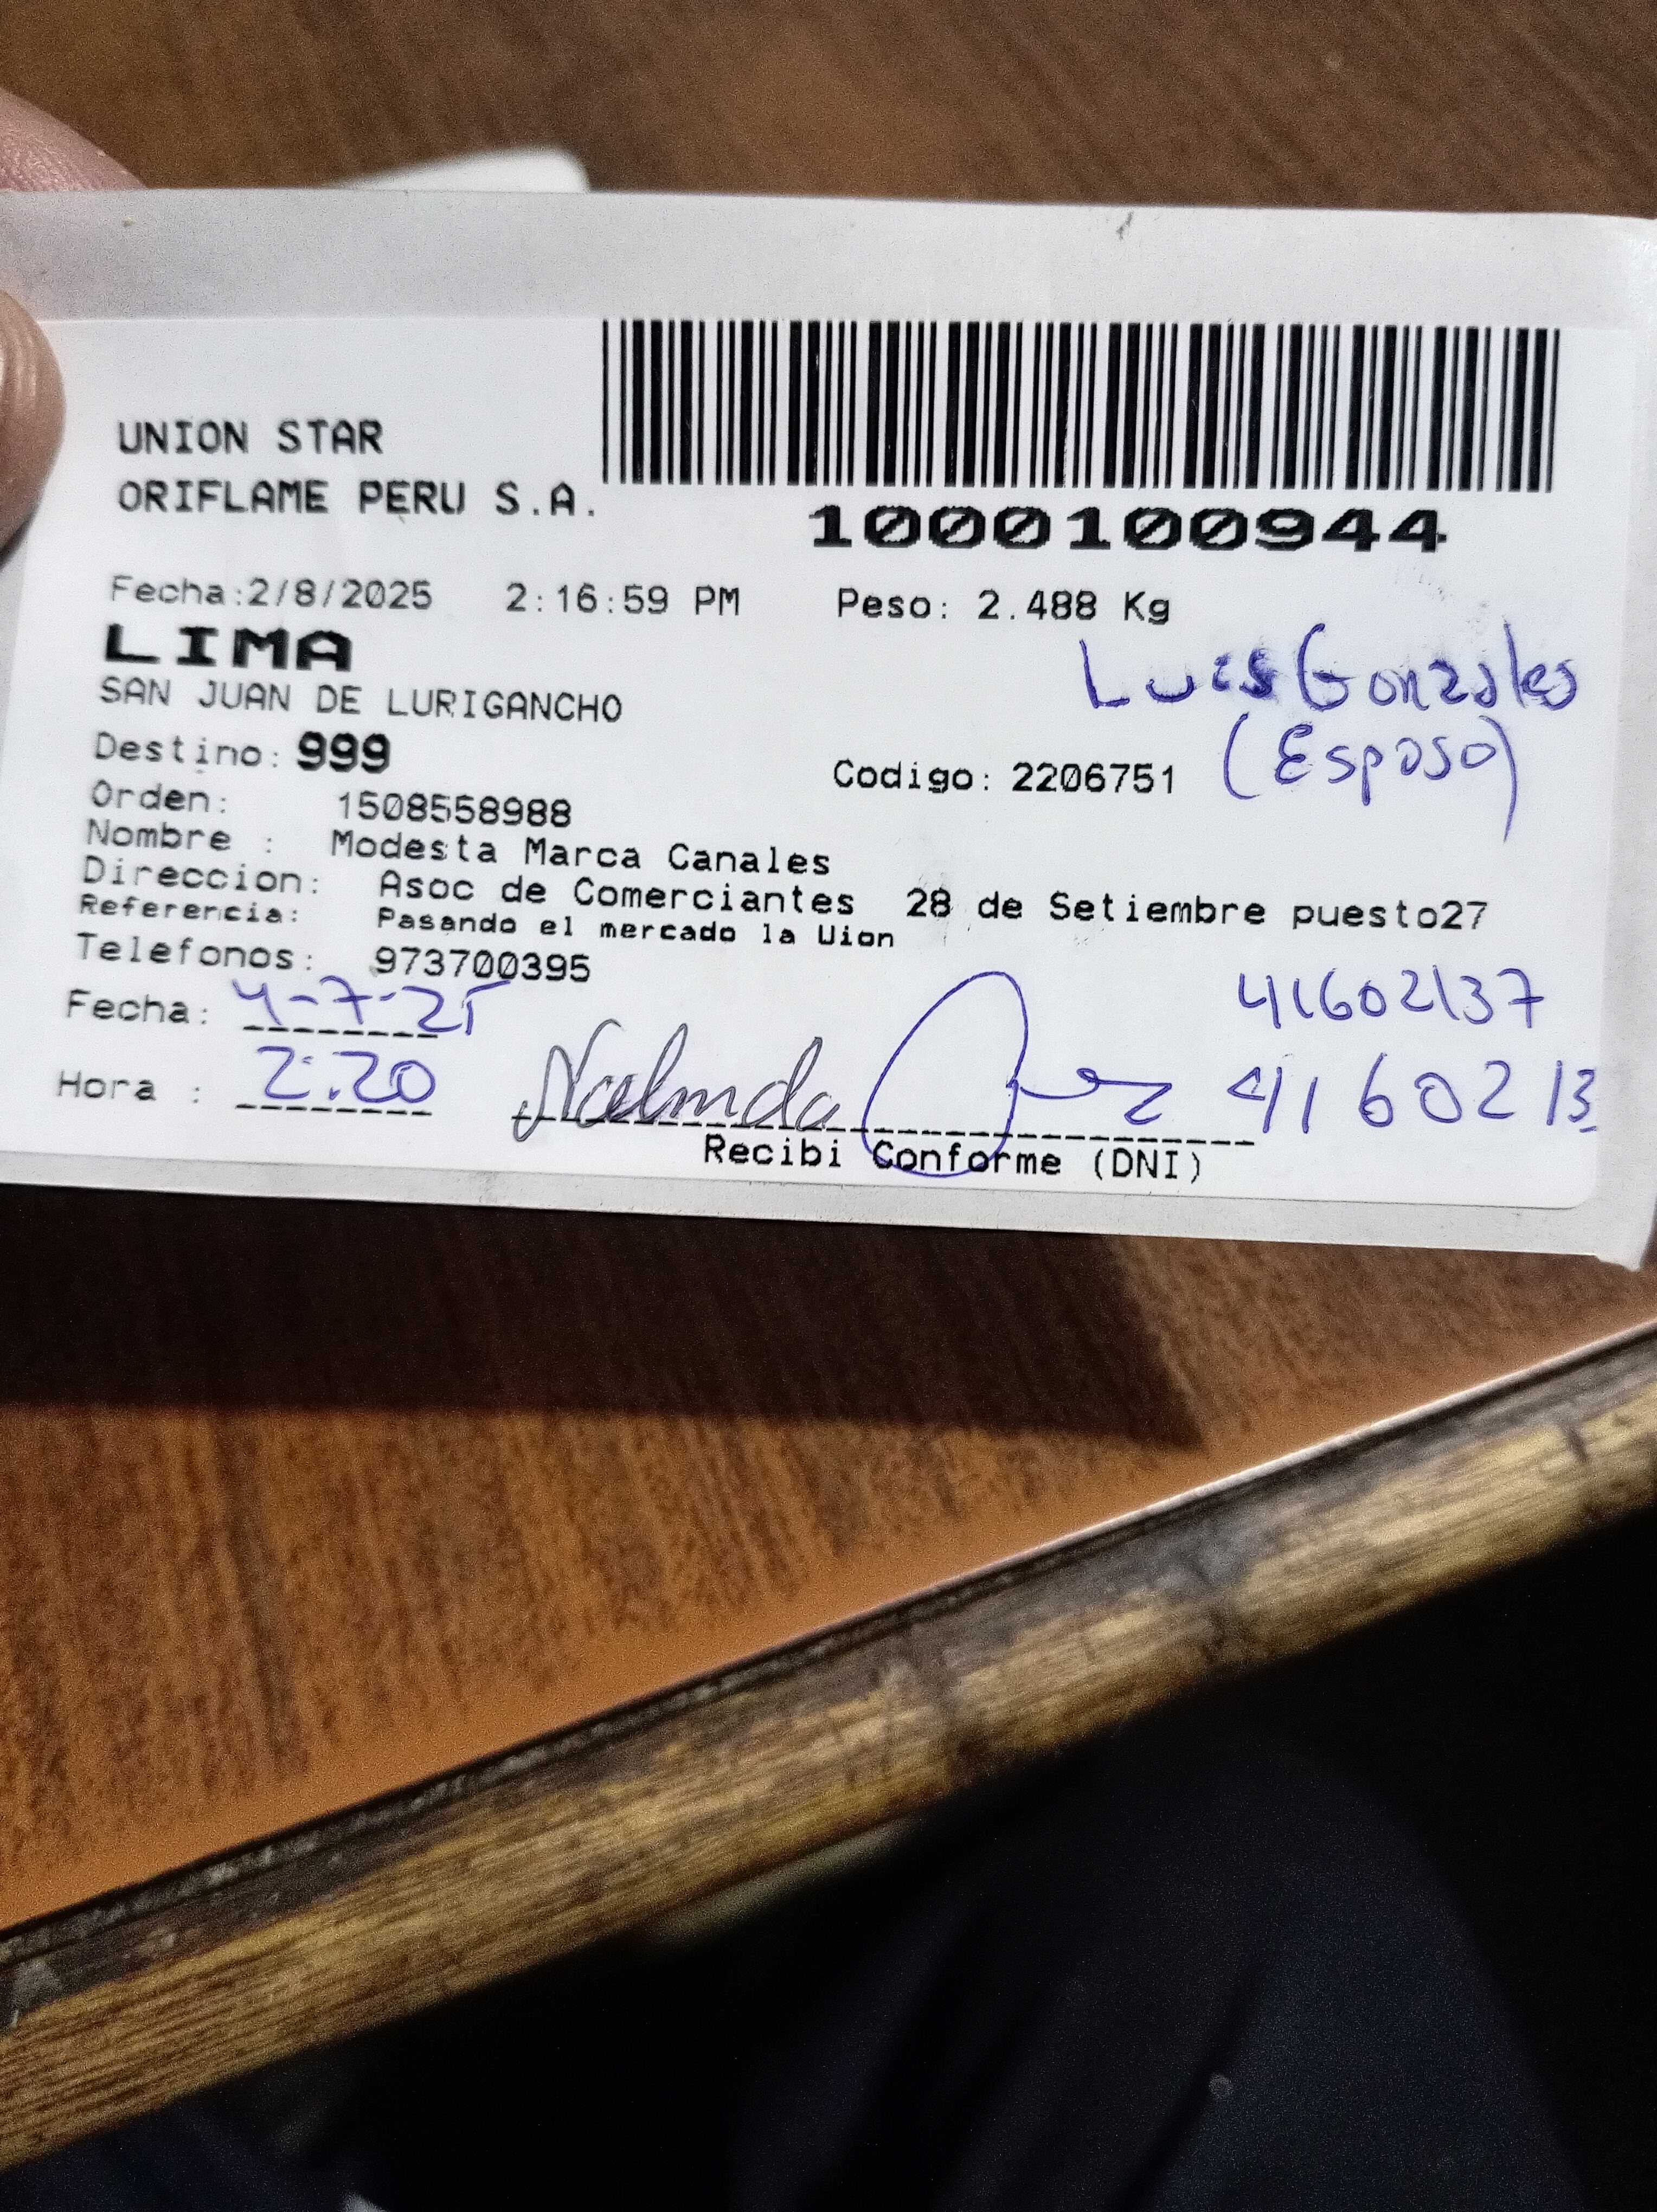 UNION STAR
ORIFLAME PERU S.A.
1000100944
Fecha:2/8/2025 2:16:59 PM Peso: 2.488 Kg
LIMA
Luis Gonzales
SAN JUAN DE LURIGANCHO
(Esposo)
Destino: 999
Codigo: 2206751
Orden: 1508558988
Nombre : Modesta Marca Canales
Direccion: Asoc de Comerciantes 28 de Setiembre puesto27
Referencia: Pasando el mercado la Uion
Telefonos: 973700395
41602137
Fecha: 4-7-25
Hora : 2:20
4160213
Recibi Conforme (DNI)